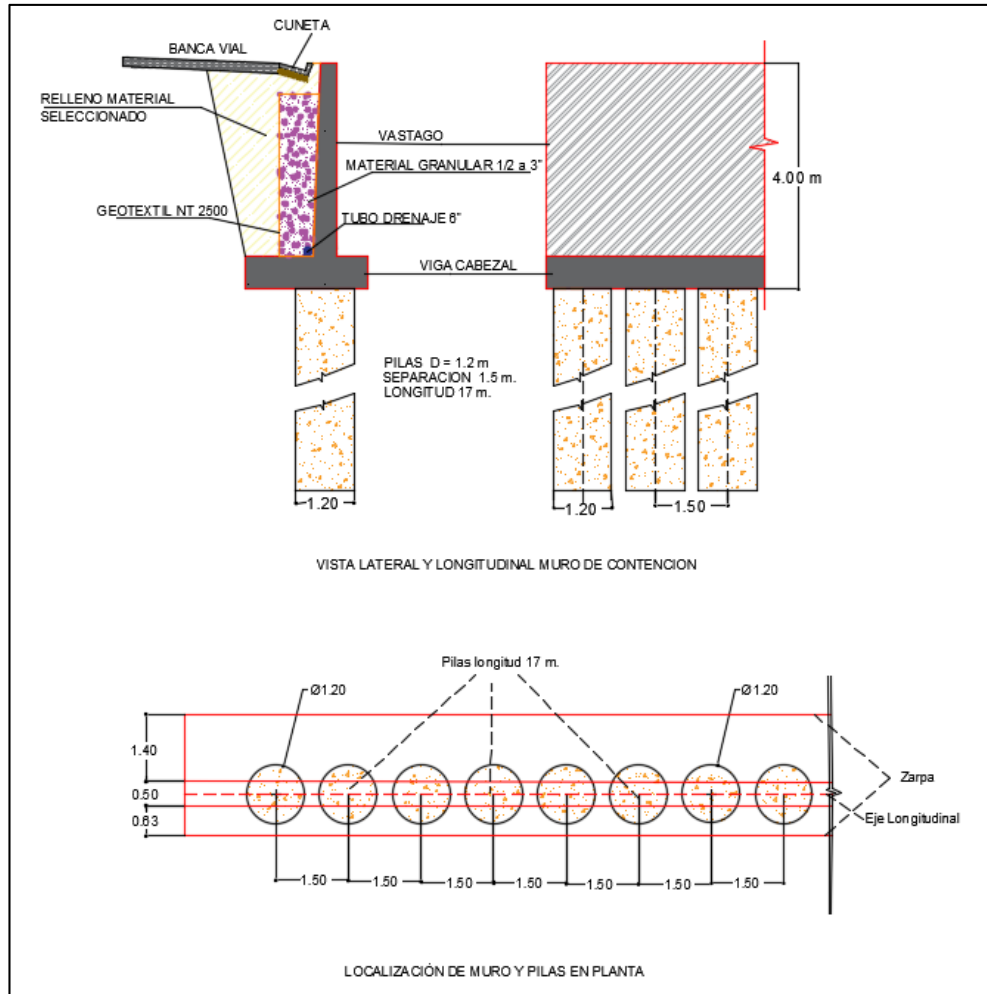 CUNETA
BANCA VIAL
RELLENO MATERIAL
SELECCIONADO
VASTAGO
MATERIAL GRANULAR 1/2 a 3"
4.00 m
GEOTEXTIL NT 2500
TUBO DRENAJE 6"
VIGA CABEZAL
PILAS D = 1.2 m
SEPARACION 1.5 m.
LONGITUD 17 m.
1.20
1.20
1.50
VISTA LATERAL Y LONGITUDINAL MURO DE CONTENCION
Pilas longitud 17 m.
Ø1.20
Ø1.20
1.40
Zarpa
0.50
Eje Longitudinal
0.63
1.50
1.50
1.50
1.50
1.50
1.50
1.50
LOCALIZACIÓN DE MURO Y PILAS EN PLANTA